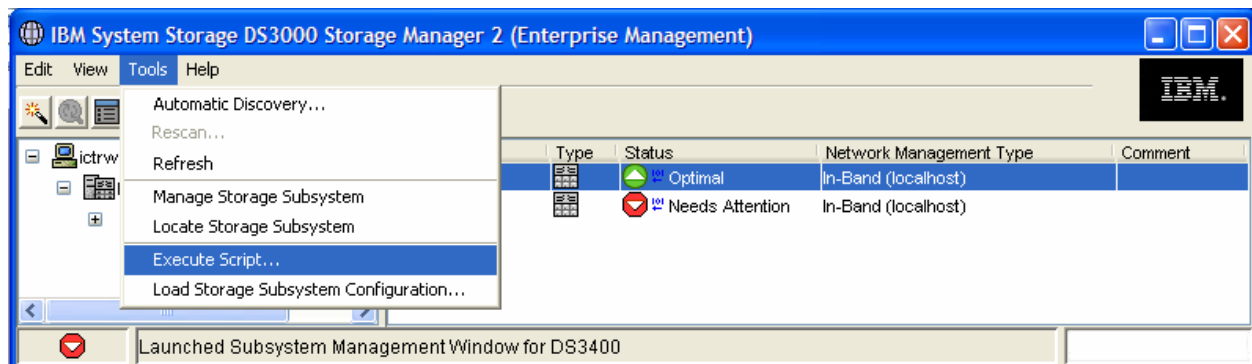 IBM System Storage DS3000 Storage Manager 2 (Enterprise Management)
Edit View Tools Help
IBM.
Automatic Discovery...
Rescan...
Refresh
Manage Storage Subsystem
Locate Storage Subsystem
Execute Script...
Load Storage Subsystem Configuration...
ictrw
Type Status Network Management Type Comment
Optimal In-Band (localhost)
Needs Attention In-Band (localhost)
Launched Subsystem Management Window for DS3400